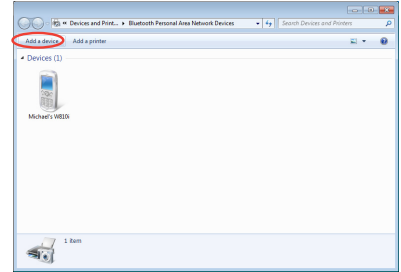 « Devices and Print... ▸ Bluetooth Personal Area Network Devices
Search Devices and Printers
Add a device
Add a printer
Devices (1)
Michael's W810i
1 item